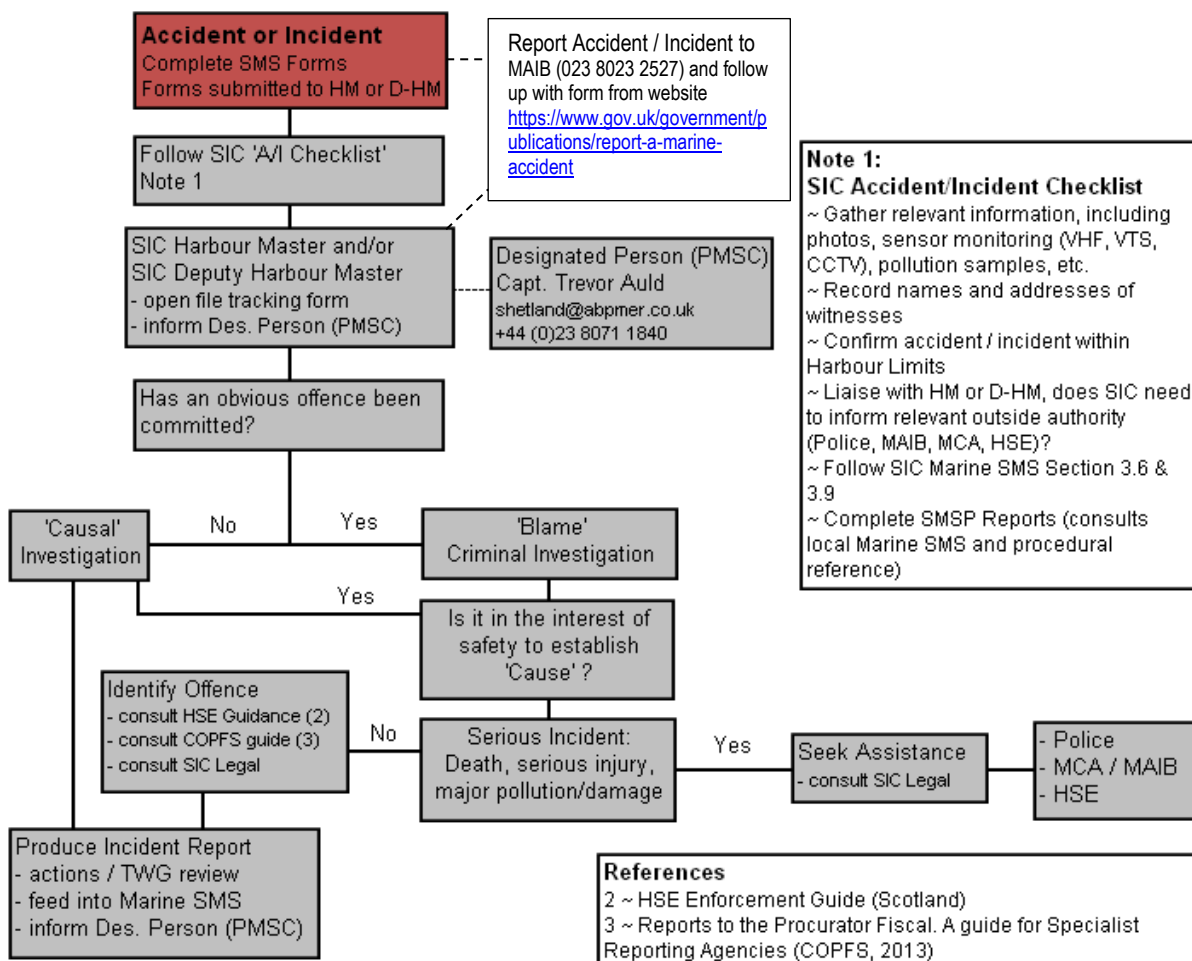 Accident or Incident
Complete SMS Forms
Forms submitted to HM or D-HM
Report Accident / Incident to
MAIB (023 8023 2527) and follow
up with form from website
https://www.gov.uk/government/p
ublications/report-a-marine-
accident
Follow SIC 'A/I Checklist'
Note 1
SIC Harbour Master and/or
SIC Deputy Harbour Master
- open file tracking form
- inform Des. Person (PMSC)
Designated Person (PMSC)
Capt. Trevor Auld
shetland@abpmer.co.uk
+44 (0)23 8071 1840
Note 1:
SIC Accident/Incident Checklist
~ Gather relevant information, including
photos, sensor monitoring (VHF, VTS,
CCTV), pollution samples, etc.
~ Record names and addresses of
witnesses
~ Confirm accident / incident within
Harbour Limits
~ Liaise with HM or D-HM, does SIC need
to inform relevant outside authority
(Police, MAIB, MCA, HSE)?
~ Follow SIC Marine SMS Section 3.6 &
3.9
~ Complete SMSP Reports (consults
local Marine SMS and procedural
reference)
Has an obvious offence been
committed?
No
Yes
'Causal'
Investigation
'Blame'
Criminal Investigation
Yes
Is it in the interest of
safety to establish
'Cause' ?
Identify Offence
- consult HSE Guidance (2)
- consult COPFS guide (3)
- consult SIC Legal
No
Serious Incident:
Death, serious injury,
major pollution/damage
Yes
Seek Assistance
- consult SIC Legal
- Police
- MCA / MAIB
- HSE
Produce Incident Report
- actions / TWG review
- feed into Marine SMS
- inform Des. Person (PMSC)
References
2 ~ HSE Enforcement Guide (Scotland)
3 ~ Reports to the Procurator Fiscal. A guide for Specialist
Reporting Agencies (COPFS, 2013)